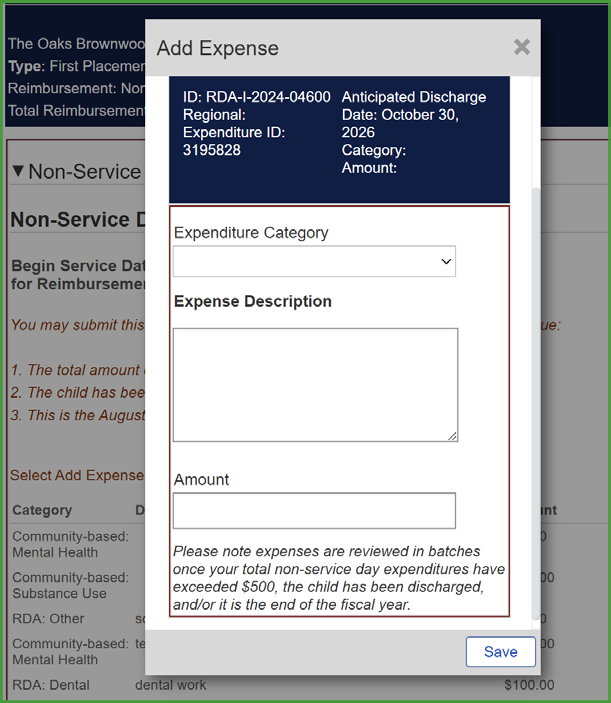 The Oaks Brownwoo
Type: First Placemen
Reimbursement: Nor
Total Reimbursement
▼Non-Service
Non-Service D
Begin Service Dat
for Reimbursemen
You may submit this
ue:
1. The total amount
2. The child has bee
3. This is the August
Select Add Expense
Category D
unt
Community-based:
Mental Health
0
Community-based:
Substance Use
00
RDA: Other sc
0
Community-based: te
Mental Health
00
RDA: Dental dental work $100.00
Add Expense
×
ID: RDA-I-2024-04600
Regional:
Expenditure ID:
3195828
Anticipated Discharge
Date: October 30,
2026
Category:
Amount:
Expenditure Category
Expense Description
Amount
Please note expenses are reviewed in batches
once your total non-service day expenditures have
exceeded $500, the child has been discharged,
and/or it is the end of the fiscal year.
Save